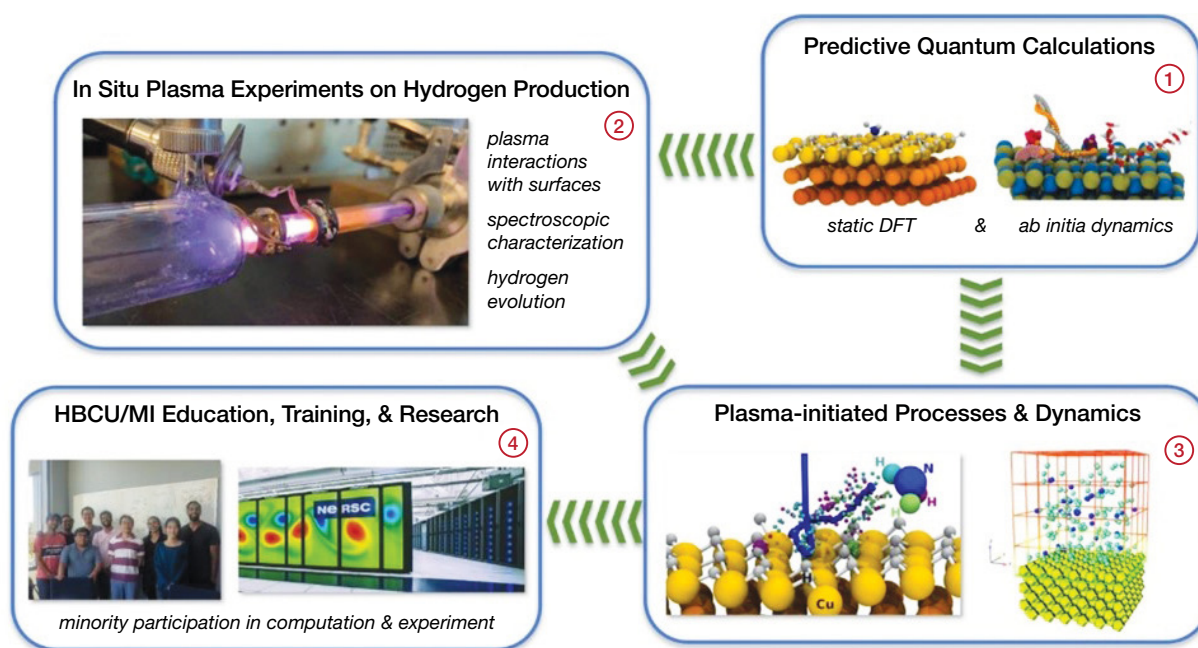 Predictive Quantum Calculations
1
static DFT & ab initia dynamics
In Situ Plasma Experiments on Hydrogen Production
2
plasma
interactions
with surfaces
spectroscopic
characterization
hydrogen
evolution
Plasma-initiated Processes & Dynamics
3
H
N
H
H
Cu
HBCU/MI Education, Training, & Research
4
NERSC
minority participation in computation & experiment